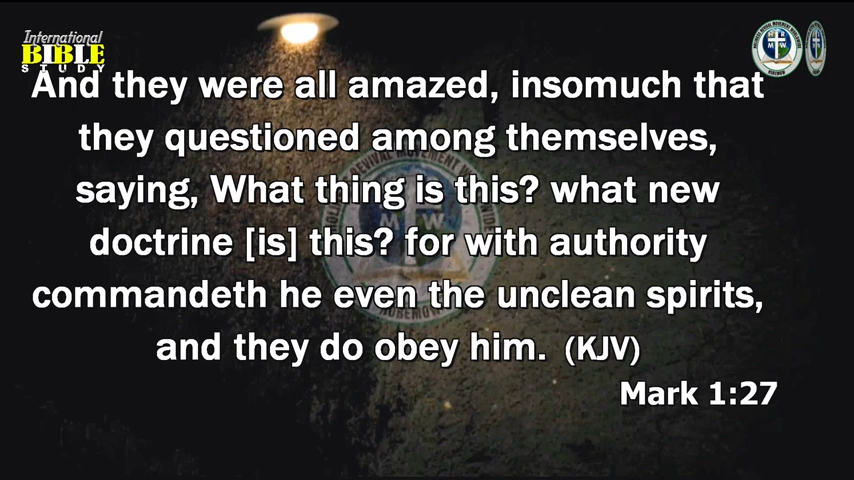 International
BIBLE
STUDY
And they were all amazed, insomuch that
they questioned among themselves,
saying, What thing is this? what new
doctrine [is] this? for with authority
commandeth he even the unclean spirits,
and they do obey him. (KJV)
Mark 1:27